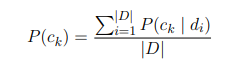 P(c_k) = \frac{\sum_{i=1}^{|D|} P(c_k \mid d_i)}{|D|}